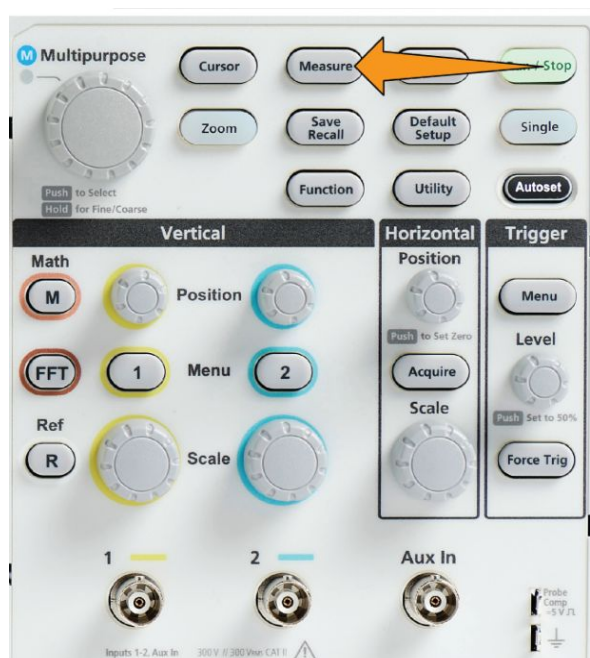 M Multipurpose
Cursor
Measure
Stop
Zoom
Save
Recall
Default
Setup
Single
Push to Select
Hold for Fine/Coarse
Function
Utility
Autoset
Vertical
Horizontal
Trigger
Math
M
Position
Position
Push to Set Zero
Menu
FFT
1
Menu
2
Acquire
Level
Push Set to 50%
Ref
R
Scale
Scale
Force Trig
1
2
Aux In
Probe
Comp
~5 V
Inputs 1-2, Aux In 300 V CAT II